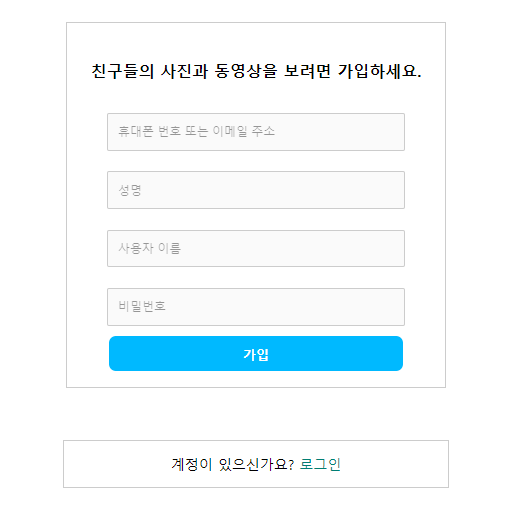 친구들의 사진과 동영상을 보려면 가입하세요.
휴대폰 번호 또는 이메일 주소
성명
사용자 이름
비밀번호
가입
계정이 있으신가요? 로그인